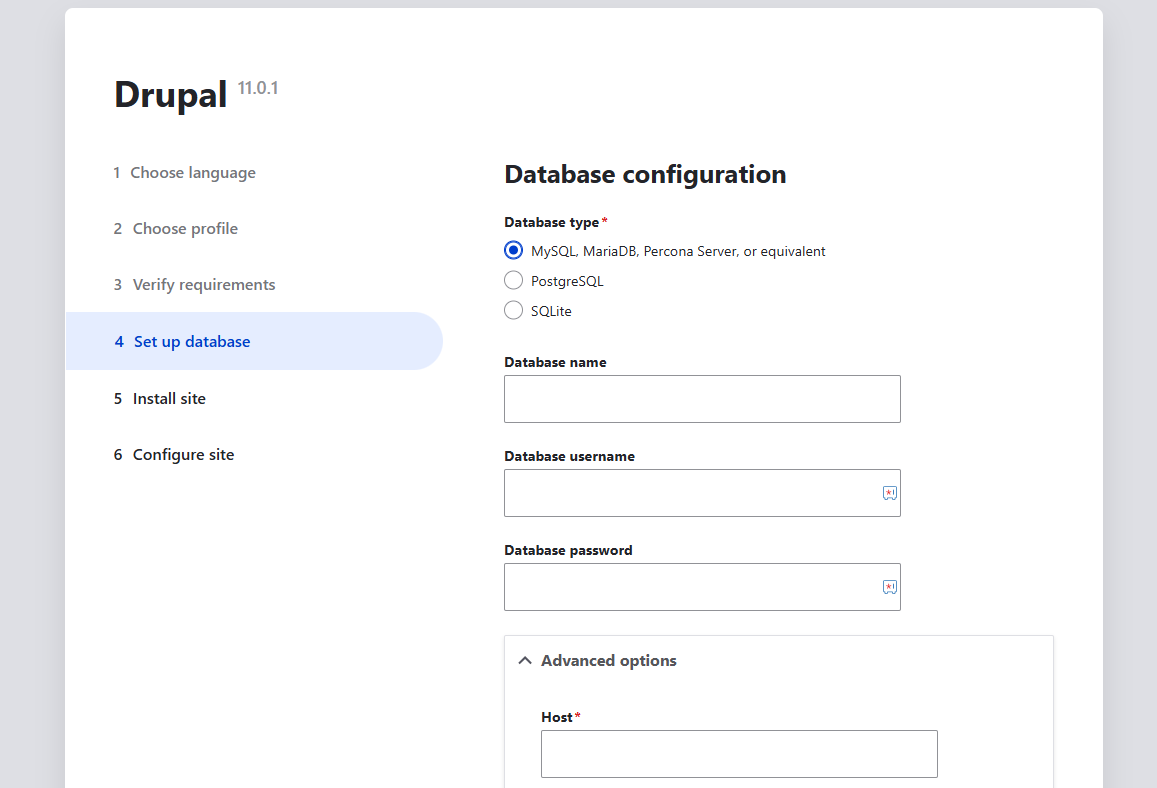 Drupal 11.0.1
1 Choose language
2 Choose profile
3 Verify requirements
4 Set up database
5 Install site
6 Configure site
Database configuration
Database type*
MySQL, MariaDB, Percona Server, or equivalent
PostgreSQL
SQLite
Database name
Database username
Database password
Advanced options
Host*